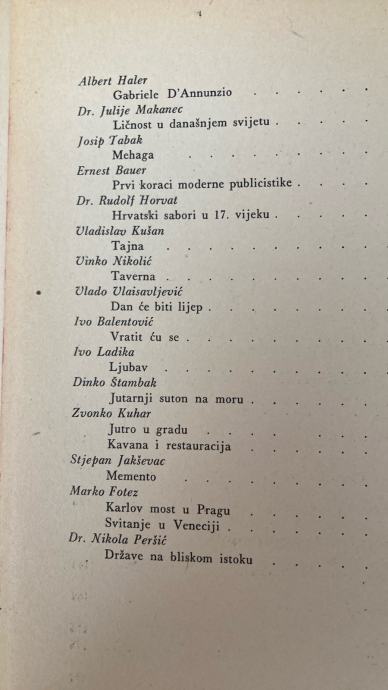 Albert Haler
Gabriele D'Annunzio . . . . .
Dr. Julije Makanec
Ličnost u današnjem svijetu . . . .
Josip Tabak
Mehaga . . . . . . .
Ernest Bauer
Prvi koraci moderne publicistike . . . .
Dr. Rudolf Horvat
Hrvatski sabori u 17. vijeku . . . . .
Vladislav Kušan
Tajna . . . . . . . .
Vinko Nikolić
Taverna . . . . . . . .
Vlado Vlaisavljević
Dan će biti lijep . . . . . .
Ivo Balentović
Vratit ću se . . . . . . .
Ivo Ladika
Ljubav . . . . . . . .
Dinko Štambak
Jutarnji suton na moru . . . . .
Zvonko Kuhar
Jutro u gradu . . . . . .
Kavana i restauracija . . . . .
Stjepan Jakševac
Memento . . . . . . .
Marko Fotez
Karlov most u Pragu . . . . .
Svitanje u Veneciji . . . . . .
Dr. Nikola Peršić
Države na bliskom istoku . . . .